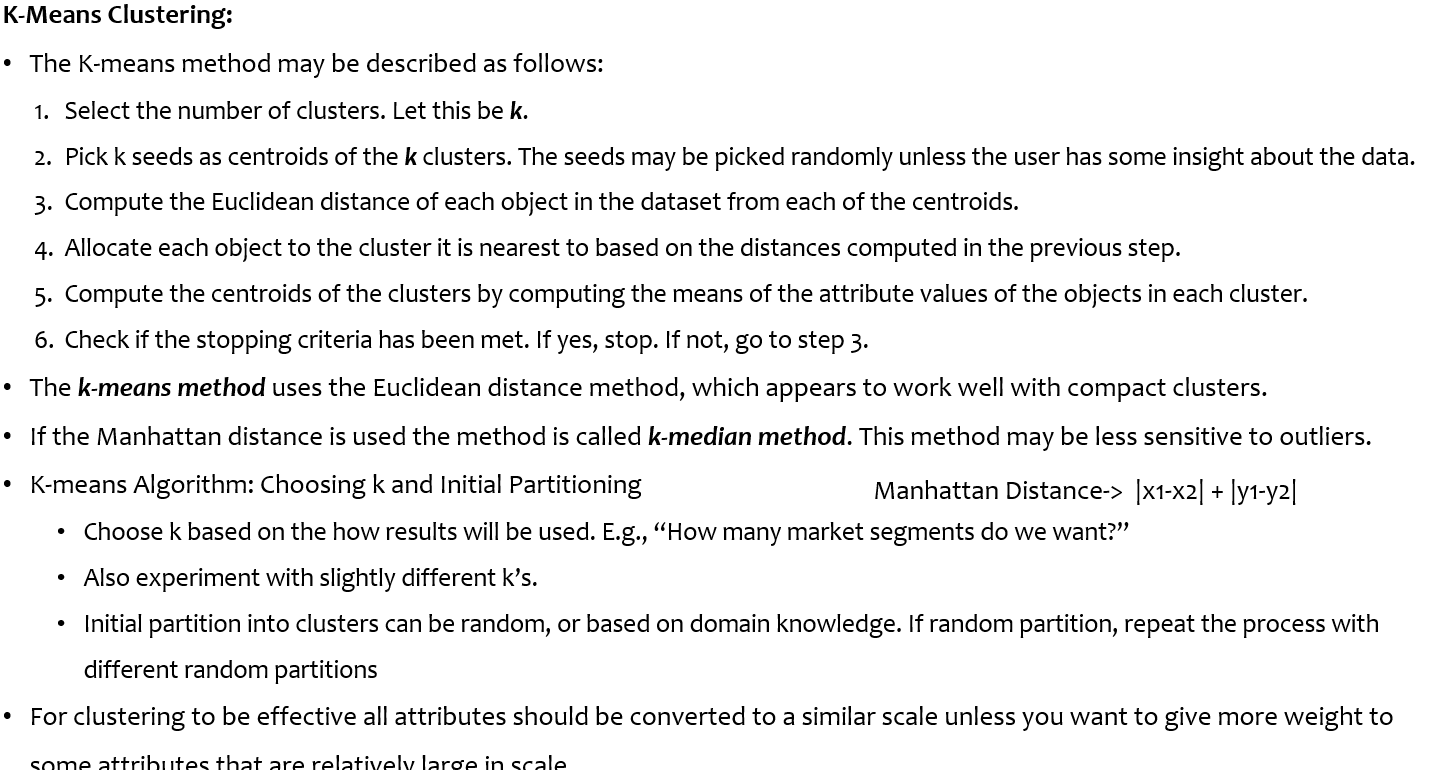 K-Means Clustering:
• The K-means method may be described as follows:
1. Select the number of clusters. Let this be k.
2. Pick k seeds as centroids of the k clusters. The seeds may be picked randomly unless the user has some insight about the data.
3. Compute the Euclidean distance of each object in the dataset from each of the centroids.
4. Allocate each object to the cluster it is nearest to based on the distances computed in the previous step.
5. Compute the centroids of the clusters by computing the means of the attribute values of the objects in each cluster.
6. Check if the stopping criteria has been met. If yes, stop. If not, go to step 3.
• The k-means method uses the Euclidean distance method, which appears to work well with compact clusters.
• If the Manhattan distance is used the method is called k-median method. This method may be less sensitive to outliers.
• K-means Algorithm: Choosing k and Initial Partitioning
Manhattan Distance-> |x1-x2| + |y1-y2|
• Choose k based on the how results will be used. E.g., “How many market segments do we want?”
• Also experiment with slightly different k’s.
• Initial partition into clusters can be random, or based on domain knowledge. If random partition, repeat the process with
different random partitions
• For clustering to be effective all attributes should be converted to a similar scale unless you want to give more weight to
some attributes that are relatively large in scale